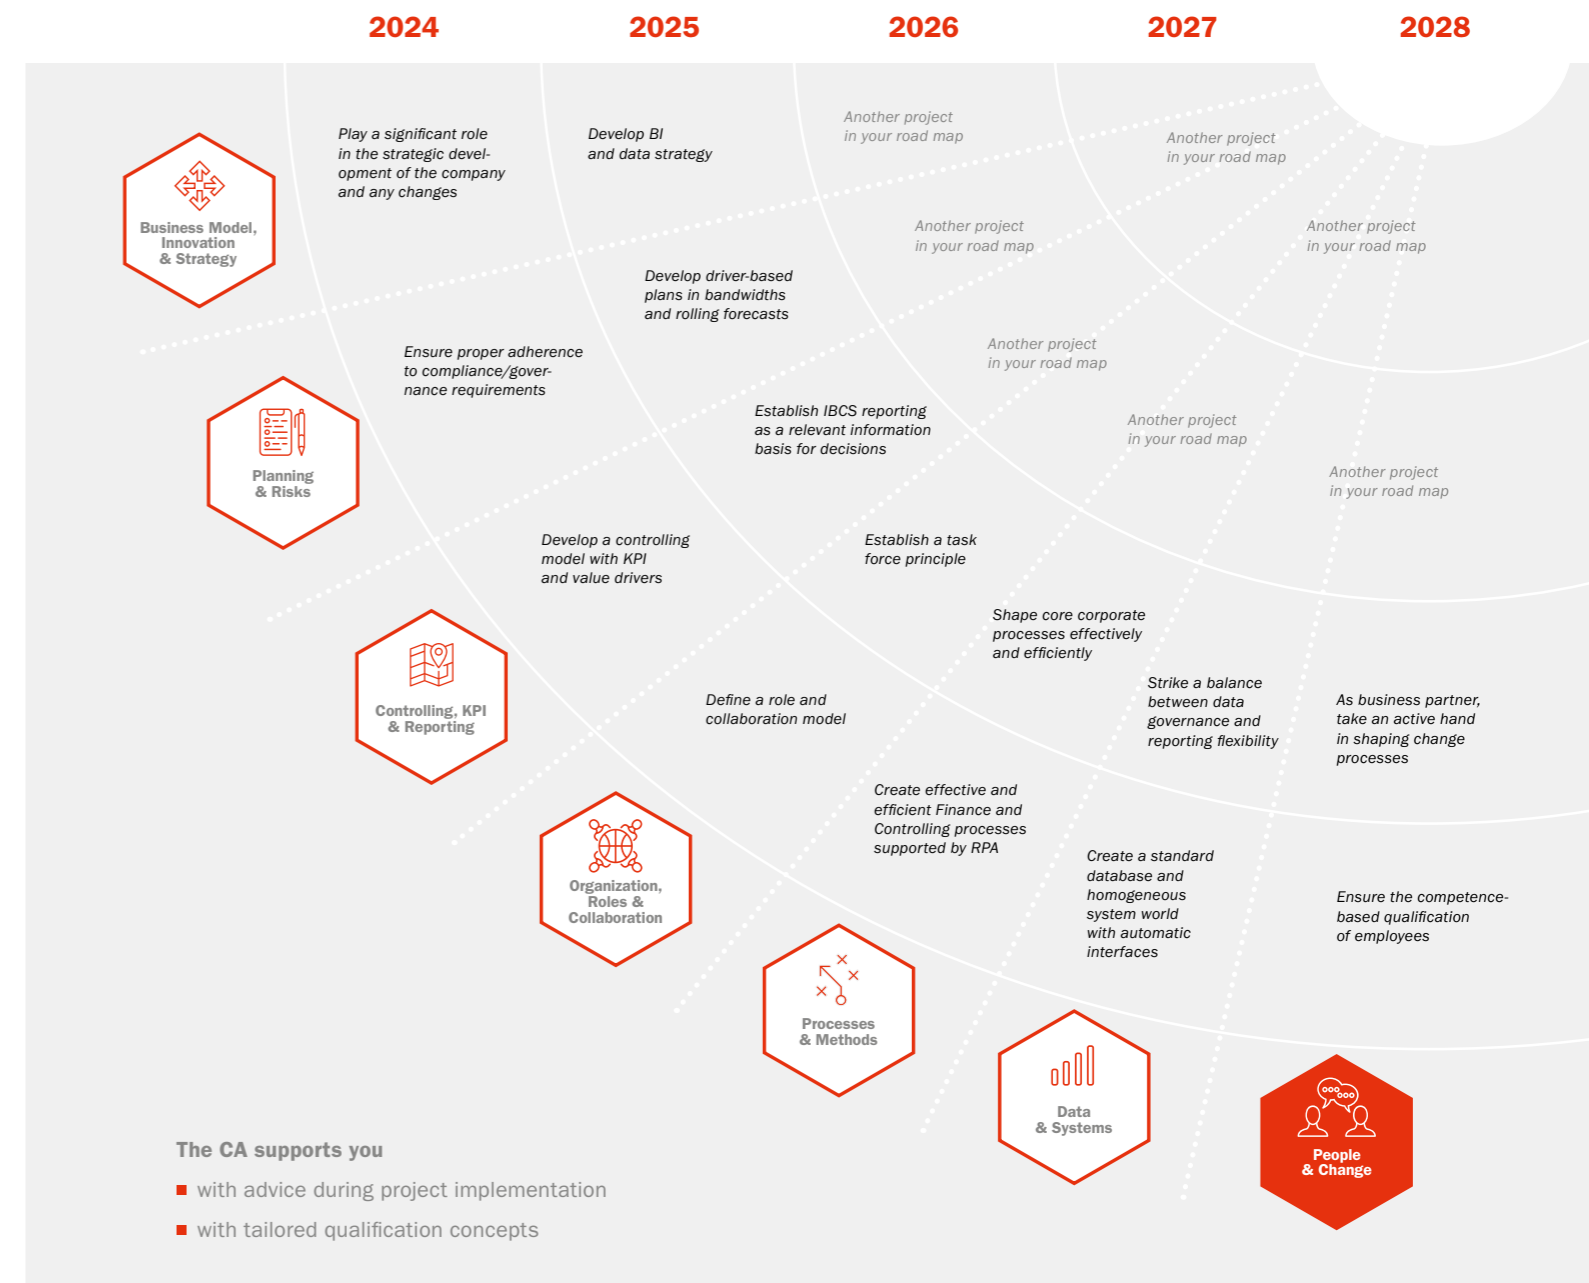 2024
2025
2026
2027
2028
Play a significant role
in the strategic devel-
opment of the company
and any changes
Develop BI
and data strategy
Another project
in your road map
Another project
in your road map
Business Model,
Innovation
& Strategy
Another project
in your road map
Another project
in your road map
Develop driver-based
plans in bandwidths
and rolling forecasts
Ensure proper adherence
to compliance/gover-
nance requirements
Another project
in your road map
Planning
& Risks
Establish IBCS reporting
as a relevant information
basis for decisions
Another project
in your road map
Another project
in your road map
Develop a controlling
model with KPI
and value drivers
Establish a task
force principle
Controlling, KPI
& Reporting
Shape core corporate
processes effectively
and efficiently
Define a role and
collaboration model
Strike a balance
between data
governance and
reporting flexibility
As business partner,
take an active hand
in shaping change
processes
Create effective and
efficient Finance and
Controlling processes
supported by RPA
Organization,
Roles &
Collaboration
Create a standard
database and
homogeneous
system world
with automatic
interfaces
Ensure the competence-
based qualification
of employees
Processes
& Methods
Data
& Systems
People
& Change
The CA supports you
with advice during project implementation
with tailored qualification concepts